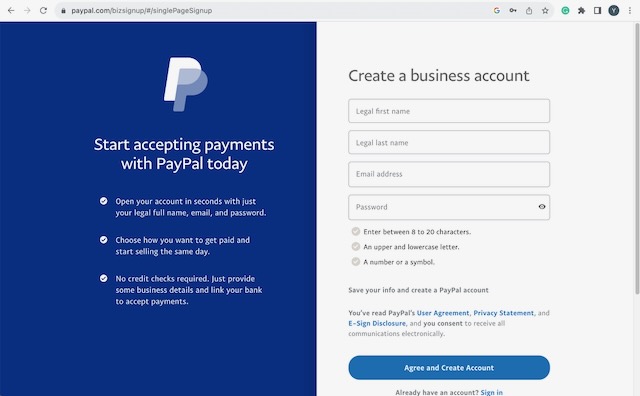 paypal.com/bizsignup/#/singlePageSignup
Y
Start accepting payments
with PayPal today
Open your account in seconds with just
your legal full name, email, and password.
Choose how you want to get paid and
start selling the same day.
No credit checks required. Just provide
some business details and link your bank
to accept payments.
Create a business account
Legal first name
Legal last name
Email address
Password
Enter between 8 to 20 characters.
An upper and lowercase letter.
A number or a symbol.
Save your info and create a PayPal account
You've read PayPal's User Agreement, Privacy Statement, and
E-Sign Disclosure, and you consent to receive all
communications electronically.
Agree and Create Account
Already have an account? Sign in